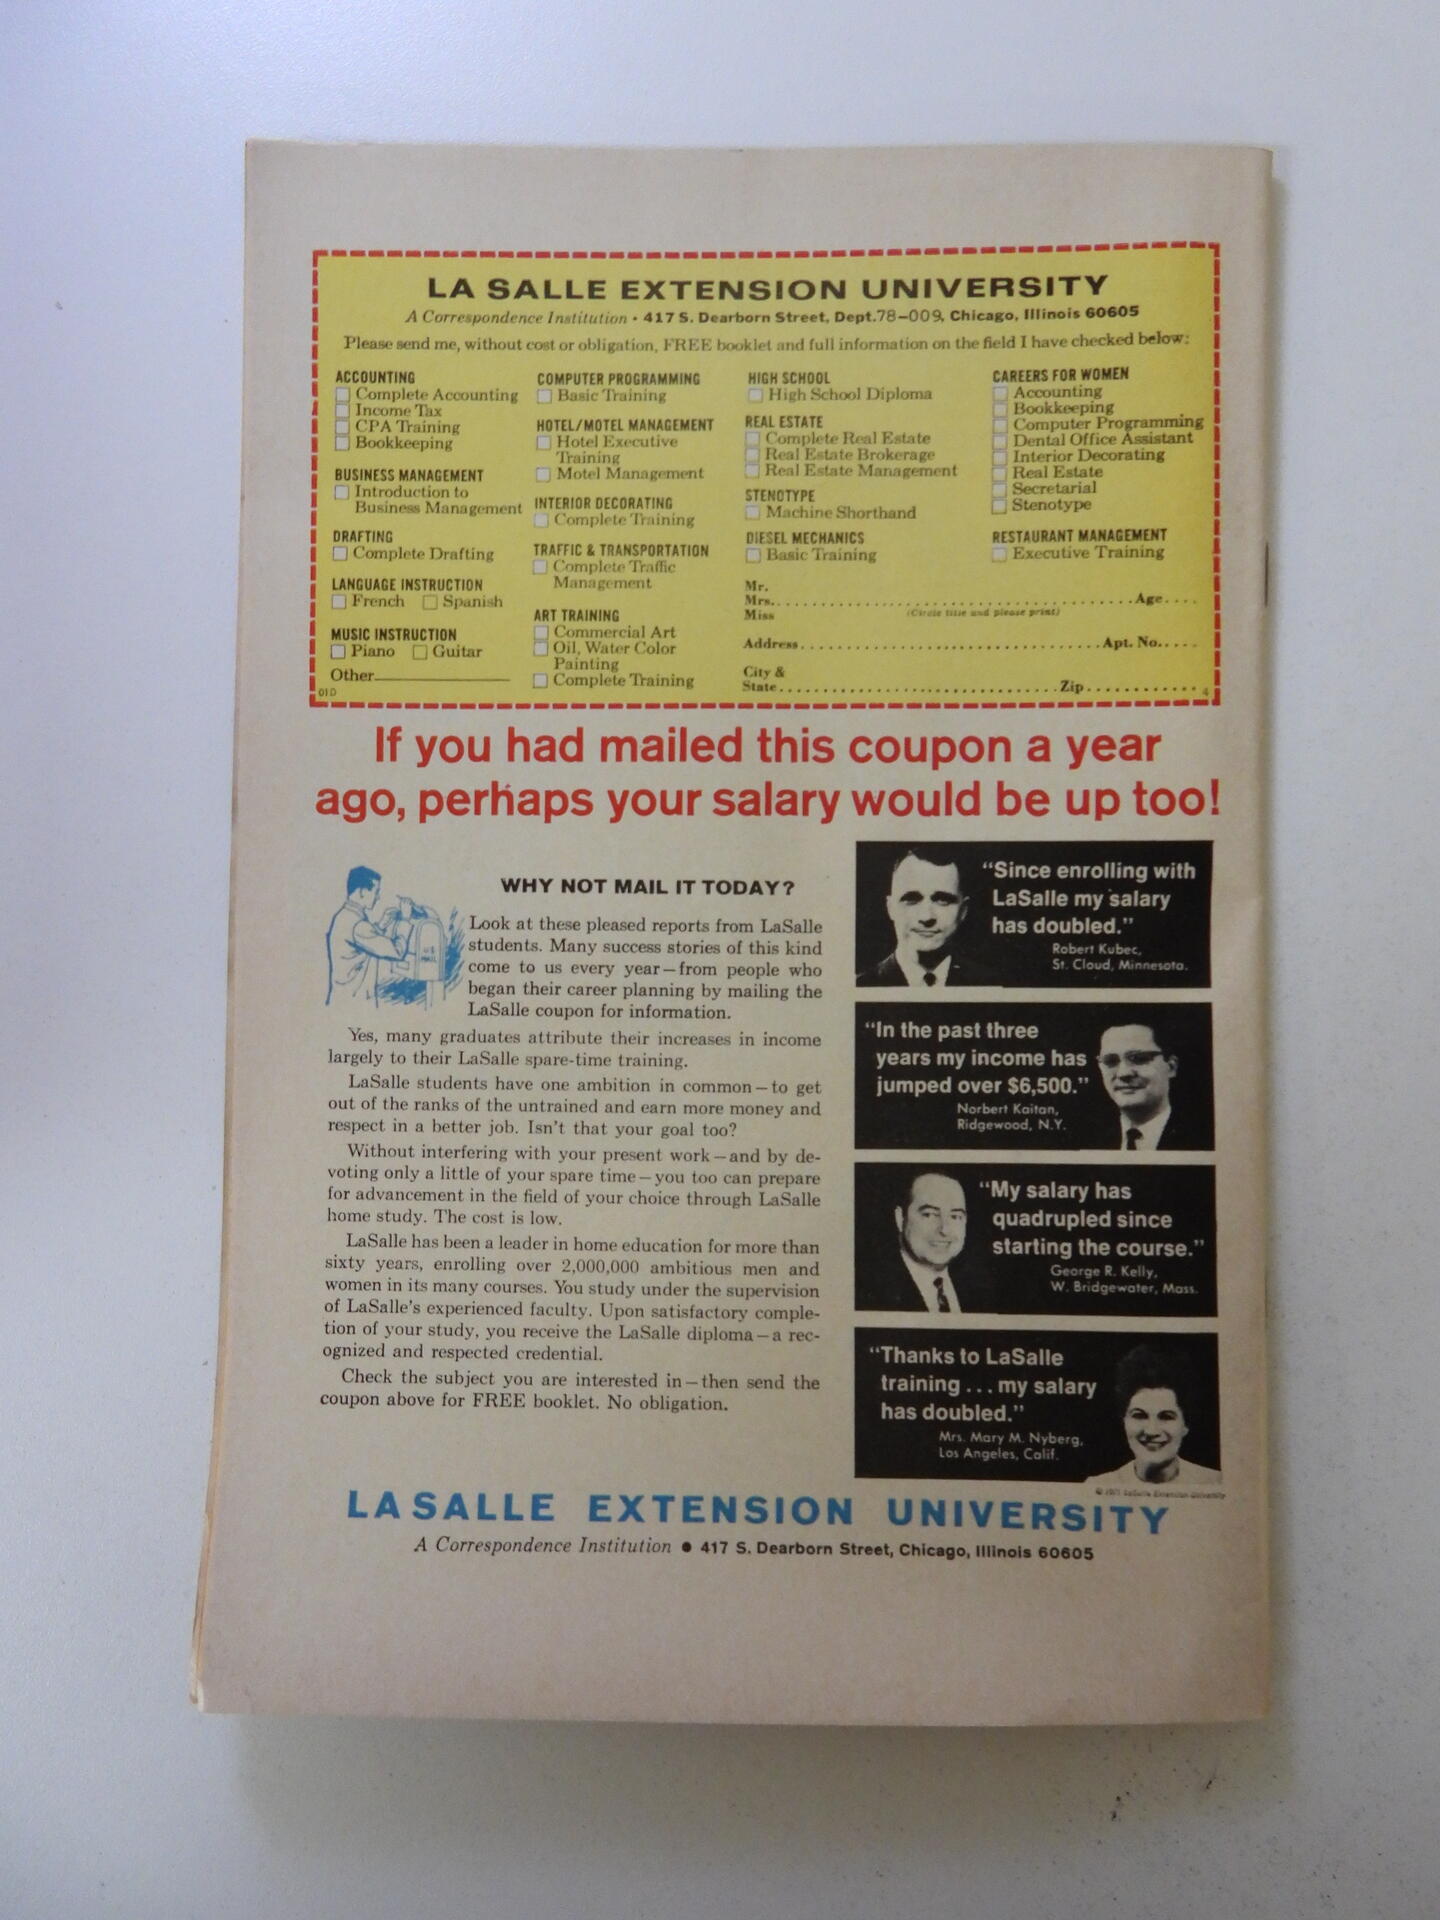 LA SALLE EXTENSION UNIVERSITY
A Correspondence Institution • 417 S. Dearborn Street, Dept.78-009, Chicago, Illinois 60605
Please send me, without cost or obligation, FREE booklet and full information on the field I have checked below:
ACCOUNTING
Complete Accounting
Income Tax
CPA Training
Bookkeeping
BUSINESS MANAGEMENT
Introduction to
Business Management
DRAFTING
Complete Drafting
LANGUAGE INSTRUCTION
French Spanish
MUSIC INSTRUCTION
Piano Guitar
Other
01D
COMPUTER PROGRAMMING
Basic Training
HOTEL/MOTEL MANAGEMENT
Hotel Executive
Training
Motel Management
INTERIOR DECORATING
Complete Training
TRAFFIC & TRANSPORTATION
Complete Traffic
Management
ART TRAINING
Commercial Art
Oil, Water Color
Painting
Complete Training
HIGH SCHOOL
High School Diploma
REAL ESTATE
Complete Real Estate
Real Estate Brokerage
Real Estate Management
STENOTYPE
Machine Shorthand
DIESEL MECHANICS
Basic Training
CAREERS FOR WOMEN
Accounting
Bookkeeping
Computer Programming
Dental Office Assistant
Interior Decorating
Real Estate
Secretarial
Stenotype
RESTAURANT MANAGEMENT
Executive Training
Mr.
Mrs. Age
Miss (Circle title and please print)
Address Apt. No.
City &
State Zip
4
If you had mailed this coupon a year
ago, perhaps your salary would be up too!
WHY NOT MAIL IT TODAY?
U S
MAIL
Look at these pleased reports from LaSalle
students. Many success stories of this kind
come to us every year—from people who
began their career planning by mailing the
LaSalle coupon for information.
Yes, many graduates attribute their increases in income
largely to their LaSalle spare-time training.
LaSalle students have one ambition in common—to get
out of the ranks of the untrained and earn more money and
respect in a better job. Isn't that your goal too?
Without interfering with your present work—and by de-
voting only a little of your spare time—you too can prepare
for advancement in the field of your choice through LaSalle
home study. The cost is low.
LaSalle has been a leader in home education for more than
sixty years, enrolling over 2,000,000 ambitious men and
women in its many courses. You study under the supervision
of LaSalle's experienced faculty. Upon satisfactory comple-
tion of your study, you receive the LaSalle diploma—a rec-
ognized and respected credential.
Check the subject you are interested in—then send the
coupon above for FREE booklet. No obligation.
"Since enrolling with
LaSalle my salary
has doubled."
Robert Kubec,
St. Cloud, Minnesota.
"In the past three
years my income has
jumped over $6,500."
Norbert Kaitan,
Ridgewood, N.Y.
"My salary has
quadrupled since
starting the course."
George R. Kelly,
W. Bridgewater, Mass.
"Thanks to LaSalle
training . . . my salary
has doubled."
Mrs. Mary M. Nyberg,
Los Angeles, Calif.
© 1971 LaSalle Extension University
LA SALLE EXTENSION UNIVERSITY
A Correspondence Institution • 417 S. Dearborn Street, Chicago, Illinois 60605